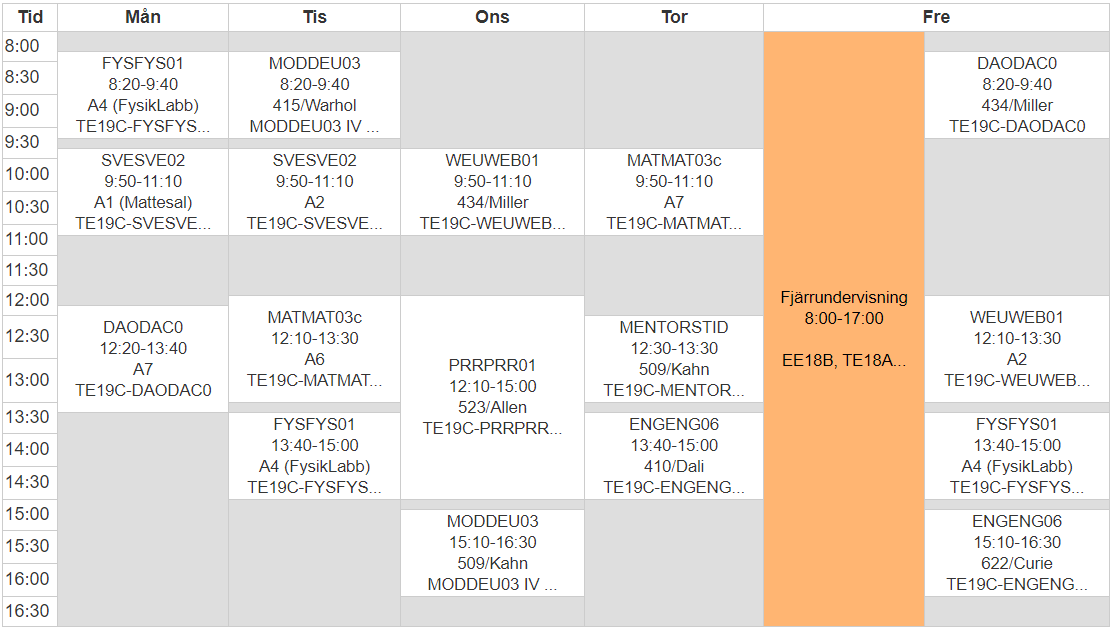 Tid Mån Tis Ons Tor Fre
8:00
8:30
9:00
9:30
10:00
10:30
11:00
11:30
12:00
12:30
13:00
13:30
14:00
14:30
15:00
15:30
16:00
16:30
FYSFYS01
8:20-9:40
A4 (FysikLabb)
TE19C-FYSFYS...
SVESVE02
9:50-11:10
A1 (Mattesal)
TE19C-SVESVE...
DAODAC0
12:20-13:40
A7
TE19C-DAODAC0
MODDEU03
8:20-9:40
415/Warhol
MODDEU03 IV ...
SVESVE02
9:50-11:10
A2
TE19C-SVESVE...
MATMAT03c
12:10-13:30
A6
TE19C-MATMAT...
FYSFYS01
13:40-15:00
A4 (FysikLabb)
TE19C-FYSFYS...
WEUWEB01
9:50-11:10
434/Miller
TE19C-WEUWEB...
PRRPRR01
12:10-15:00
523/Allen
TE19C-PRRPRR...
MODDEU03
15:10-16:30
509/Kahn
MODDEU03 IV ...
MATMAT03c
9:50-11:10
A7
TE19C-MATMAT...
MENTORSTID
12:30-13:30
509/Kahn
TE19C-MENTOR...
ENGENG06
13:40-15:00
410/Dali
TE19C-ENGENG...
Fjärrundervisning
8:00-17:00
EE18B, TE18A...
DAODAC0
8:20-9:40
434/Miller
TE19C-DAODAC0
WEUWEB01
12:10-13:30
A2
TE19C-WEUWEB...
FYSFYS01
13:40-15:00
A4 (FysikLabb)
TE19C-FYSFYS...
ENGENG06
15:10-16:30
622/Curie
TE19C-ENGENG...